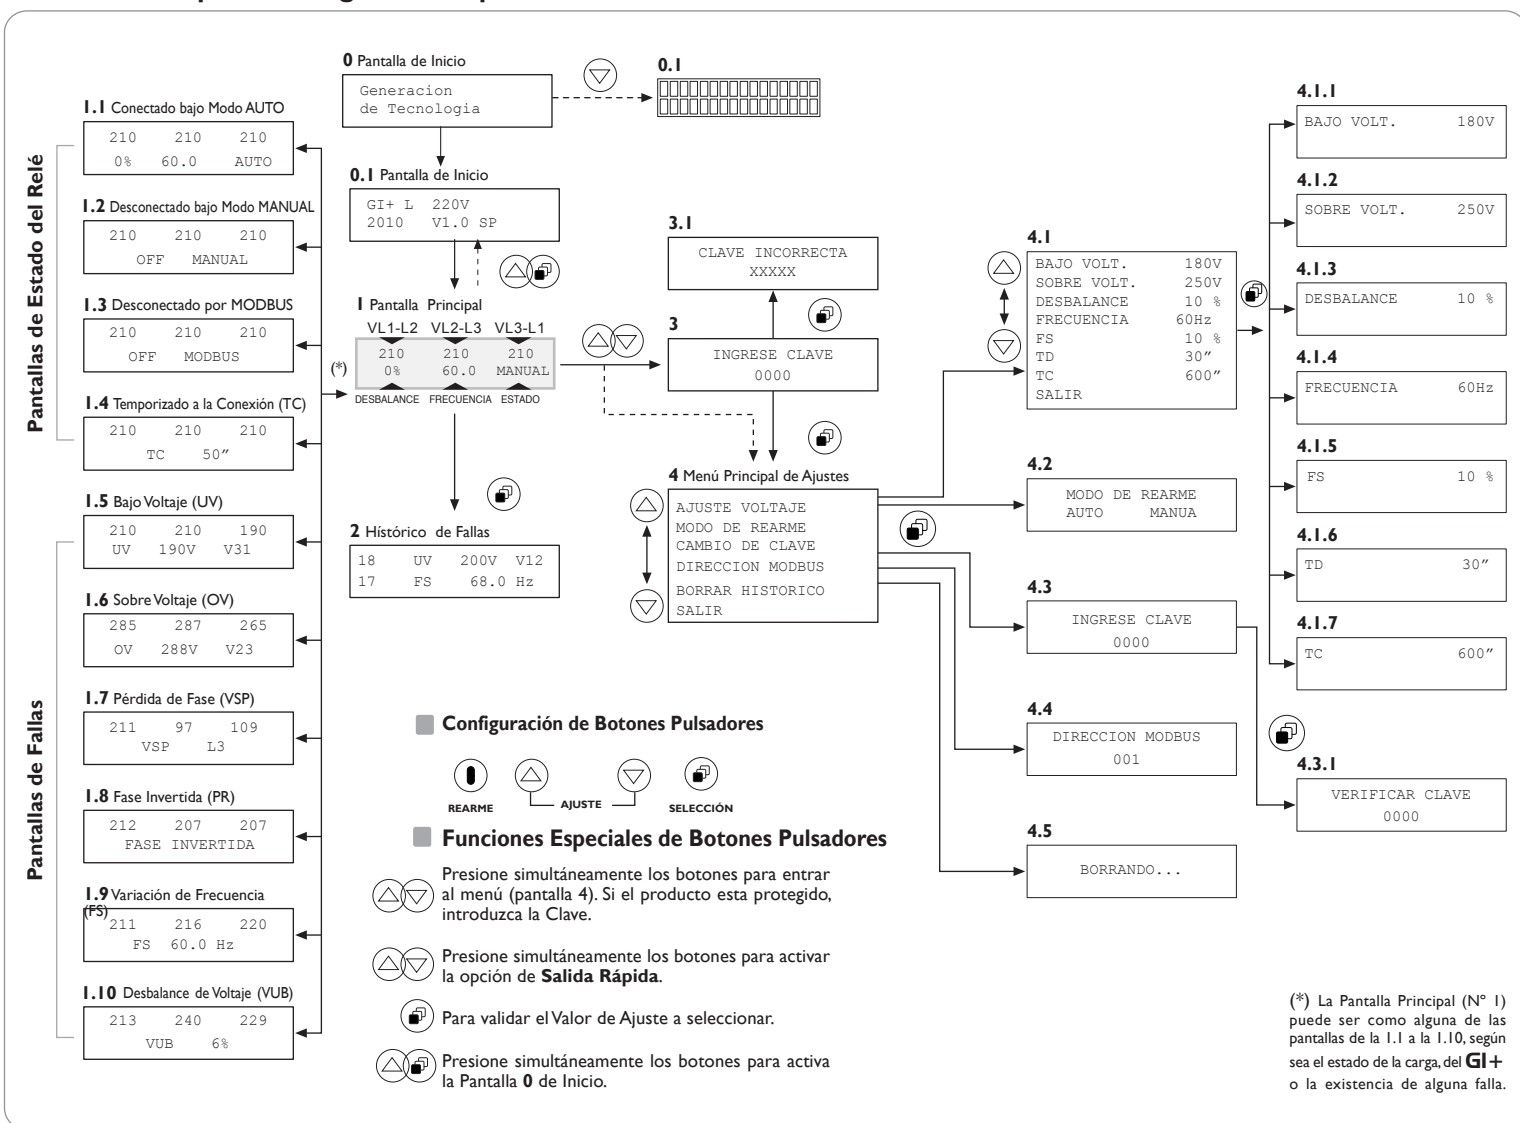 0 Pantalla de Inicio
Generacion
de Tecnologia
0.1
Pantallas de Estado del Relé
1.1 Conectado bajo Modo AUTO
210 210 210
0% 60.0 AUTO
1.2 Desconectado bajo Modo MANUAL
210 210 210
OFF MANUAL
1.3 Desconectado por MODBUS
210 210 210
OFF MODBUS
1.4 Temporizado a la Conexión (TC)
210 210 210
TC 50″
Pantallas de Fallas
1.5 Bajo Voltaje (UV)
210 210 190
UV 190V V31
1.6 Sobre Voltaje (OV)
285 287 265
OV 288V V23
1.7 Pérdida de Fase (VSP)
211 97 109
VSP L3
1.8 Fase Invertida (PR)
212 207 207
FASE INVERTIDA
1.9 Variación de Frecuencia
(FS)
211 216 220
FS 60.0 Hz
1.10 Desbalance de Voltaje (VUB)
213 240 229
VUB 6%
0.1 Pantalla de Inicio
GI+ L 220V
2010 V1.0 SP
1 Pantalla Principal
VL1-L2 VL2-L3 VL3-L1
210 210 210
0% 60.0 MANUAL
(*)
DESBALANCE FRECUENCIA ESTADO
2 Hístórico de Fallas
18 UV 200V V12
17 FS 68.0 Hz
3.1
CLAVE INCORRECTA
XXXXX
3
INGRESE CLAVE
0000
4 Menú Principal de Ajustes
AJUSTE VOLTAJE
MODO DE REARME
CAMBIO DE CLAVE
DIRECCION MODBUS
BORRAR HISTORICO
SALIR
4.1
BAJO VOLT. 180V
SOBRE VOLT. 250V
DESBALANCE 10 %
FRECUENCIA 60Hz
FS 10 %
TD 30″
TC 600″
SALIR
4.2
MODO DE REARME
AUTO MANUA
4.3
INGRESE CLAVE
0000
4.4
DIRECCION MODBUS
001
4.5
BORRANDO...
4.1.1
BAJO VOLT. 180V
4.1.2
SOBRE VOLT. 250V
4.1.3
DESBALANCE 10 %
4.1.4
FRECUENCIA 60Hz
4.1.5
FS 10 %
4.1.6
TD 30″
4.1.7
TC 600″
4.3.1
VERIFICAR CLAVE
0000
Configuración de Botones Pulsadores
REARME AJUSTE SELECCIÓN
Funciones Especiales de Botones Pulsadores
Presione simultáneamente los botones para entrar
al menú (pantalla 4). Si el producto esta protegido,
introduzca la Clave.
Presione simultáneamente los botones para activar
la opción de Salida Rápida.
Para validar el Valor de Ajuste a seleccionar.
Presione simultáneamente los botones para activa
la Pantalla 0 de Inicio.
(*) La Pantalla Principal (Nº 1)
puede ser como alguna de las
pantallas de la 1.1 a la 1.10, según
sea el estado de la carga, del GI+
o la existencia de alguna falla.